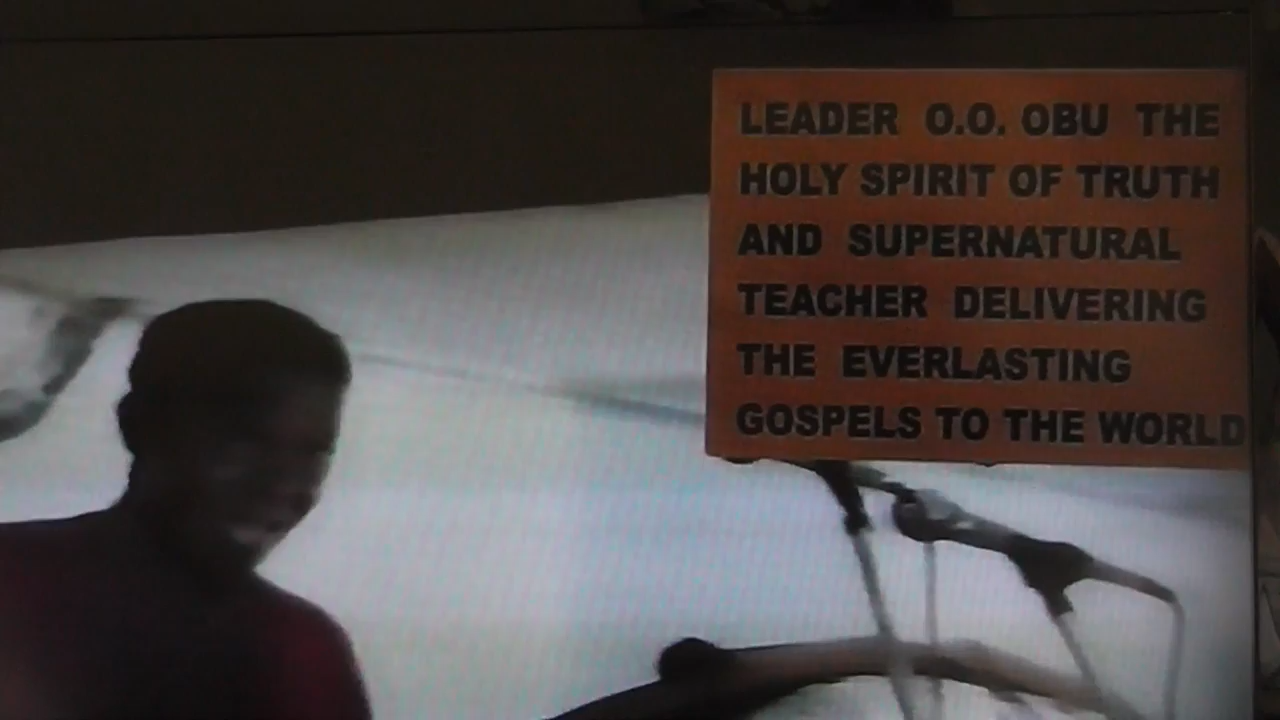 LEADER O.O. OBU THE
HOLY SPIRIT OF TRUTH
AND SUPERNATURAL
TEACHER DELIVERING
THE EVERLASTING
GOSPELS TO THE WORLD